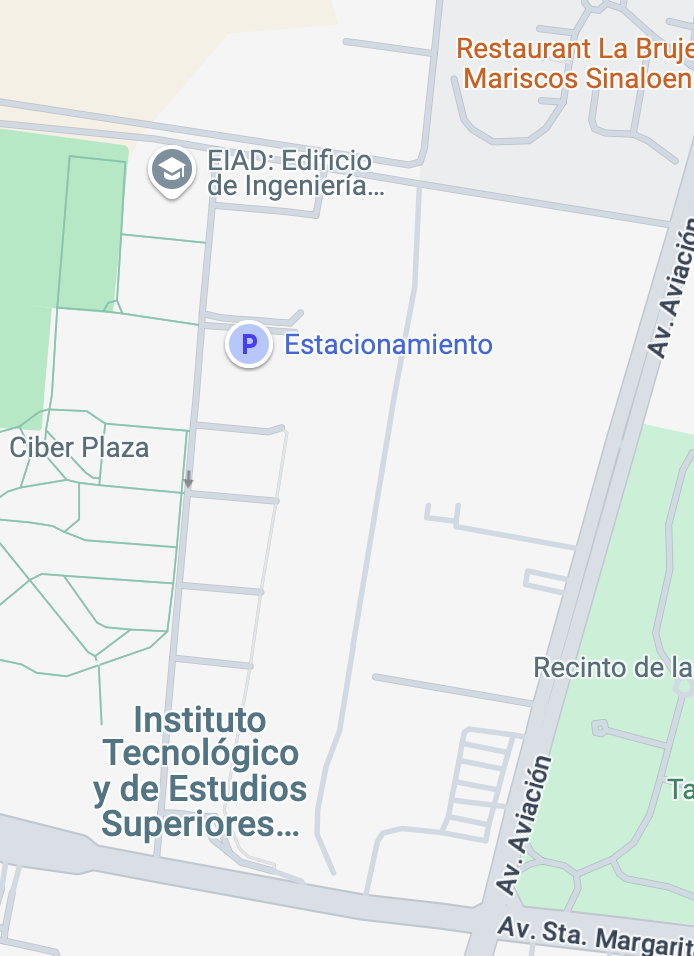 Restaurant La Bruje
Mariscos Sinaloen
EIAD: Edificio
de Ingeniería...
Av. Aviación
P
Estacionamiento
Ciber Plaza
Recinto de la
Instituto
Tecnológico
y de Estudios
Superiores...
Ta
Av. Aviación
Av. Sta. Margarit